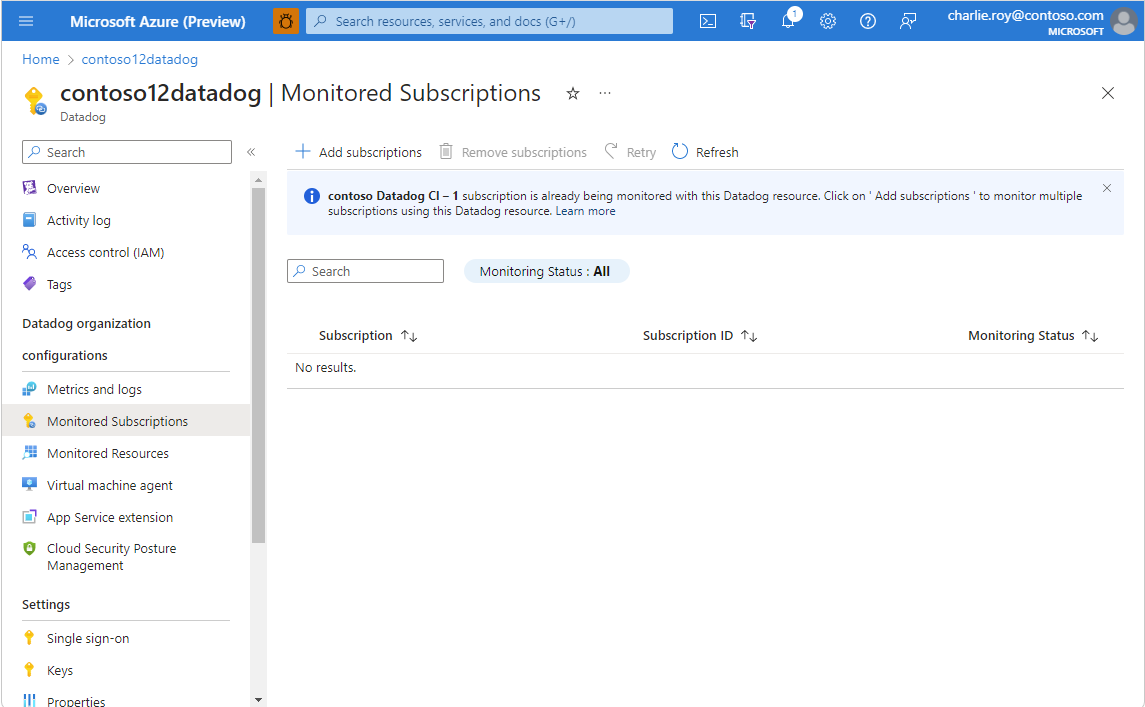 Microsoft Azure (Preview)
Search resources, services, and docs (G+/)
1
charlie.roy@contoso.com
MICROSOFT
Home > contoso12datadog
contoso12datadog | Monitored Subscriptions
Datadog
Search
Overview
Activity log
Access control (IAM)
Tags
Datadog organization
configurations
Metrics and logs
Monitored Subscriptions
Monitored Resources
Virtual machine agent
App Service extension
Cloud Security Posture
Management
Settings
Single sign-on
Keys
Properties
Add subscriptions
Remove subscriptions
Retry
Refresh
contoso Datadog CI – 1 subscription is already being monitored with this Datadog resource. Click on ' Add subscriptions ' to monitor multiple
subscriptions using this Datadog resource. Learn more
Search
Monitoring Status : All
Subscription
Subscription ID
Monitoring Status
No results.